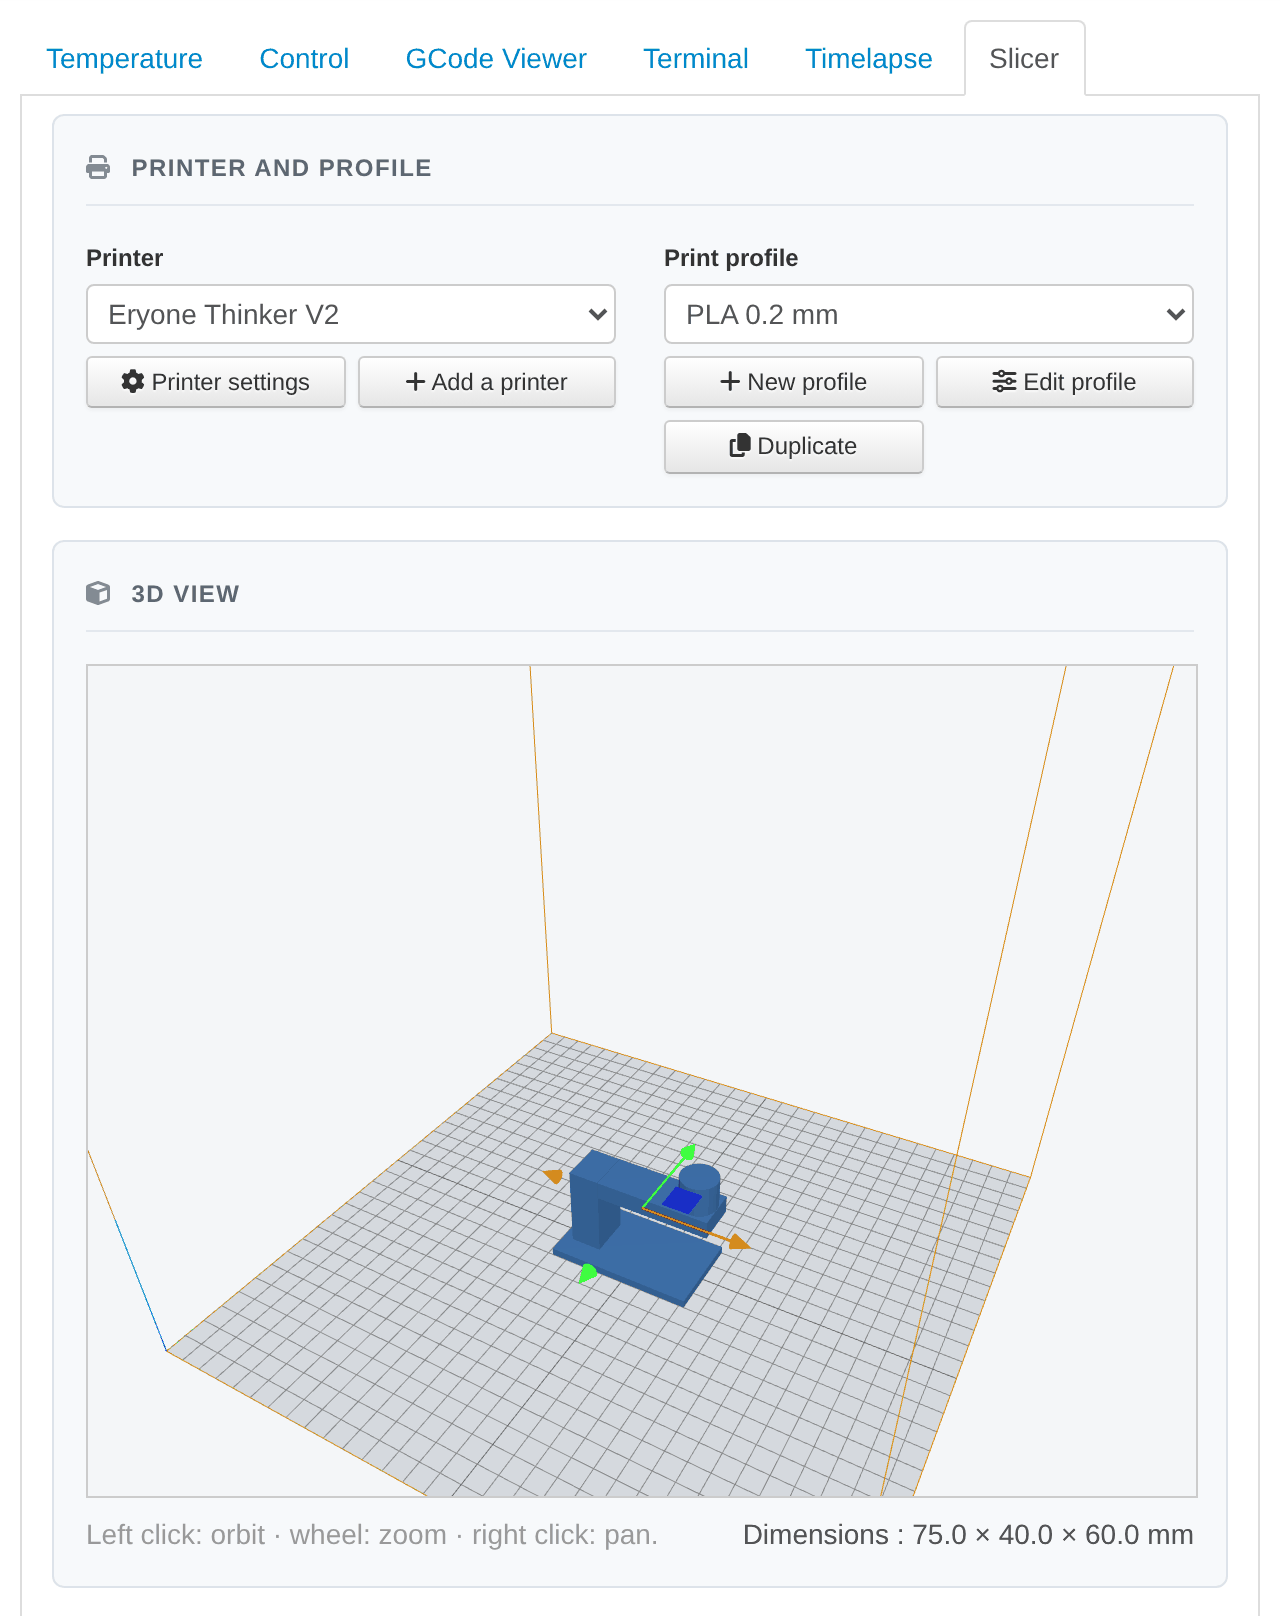 Temperature Control GCode Viewer Terminal Timelapse Slicer
PRINTER AND PROFILE
Printer
Eryone Thinker V2
Printer settings Add a printer
Print profile
PLA 0.2 mm
New profile Edit profile
Duplicate
3D VIEW
Left click: orbit · wheel: zoom · right click: pan. Dimensions : 75.0 × 40.0 × 60.0 mm